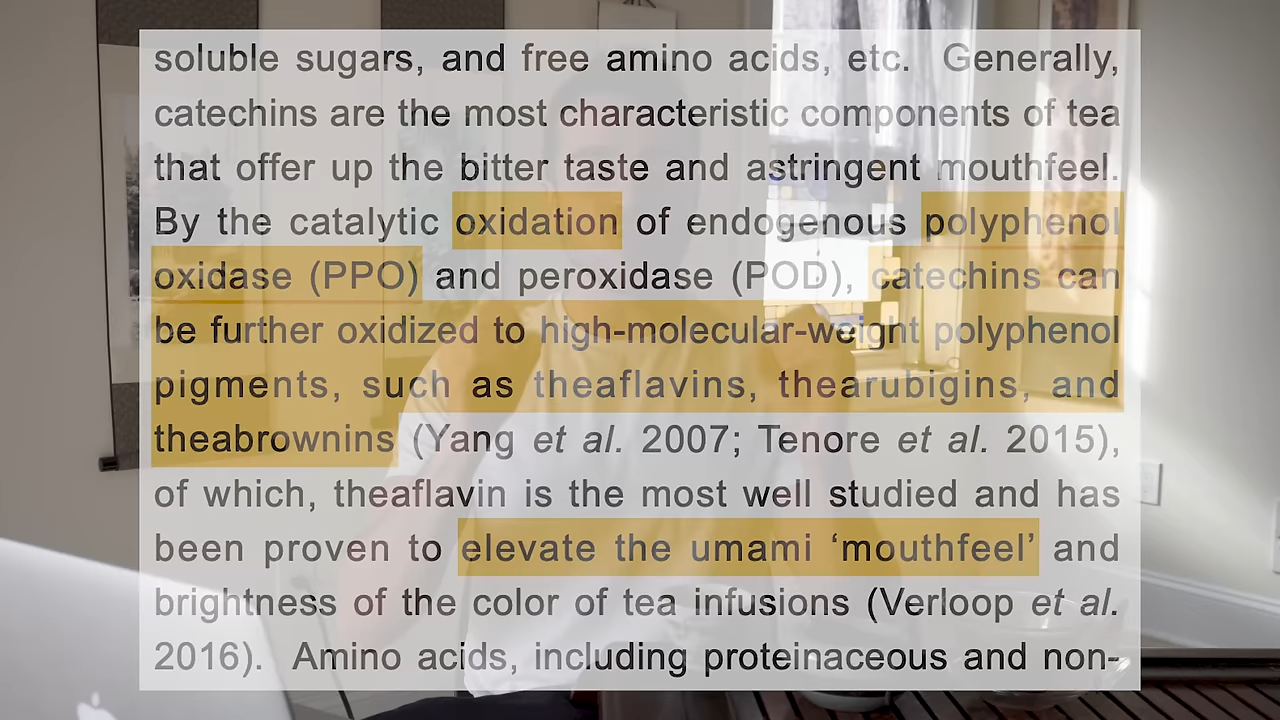 soluble sugars, and free amino acids, etc. Generally,
catechins are the most characteristic components of tea
that offer up the bitter taste and astringent mouthfeel.
By the catalytic oxidation of endogenous polyphenol
oxidase (PPO) and peroxidase (POD), catechins can
be further oxidized to high-molecular-weight polyphenol
pigments, such as theaflavins, thearubigins, and
theabrownins (Yang et al. 2007; Tenore et al. 2015),
of which, theaflavin is the most well studied and has
been proven to elevate the umami ‘mouthfeel’ and
brightness of the color of tea infusions (Verloop et al.
2016). Amino acids, including proteinaceous and non-